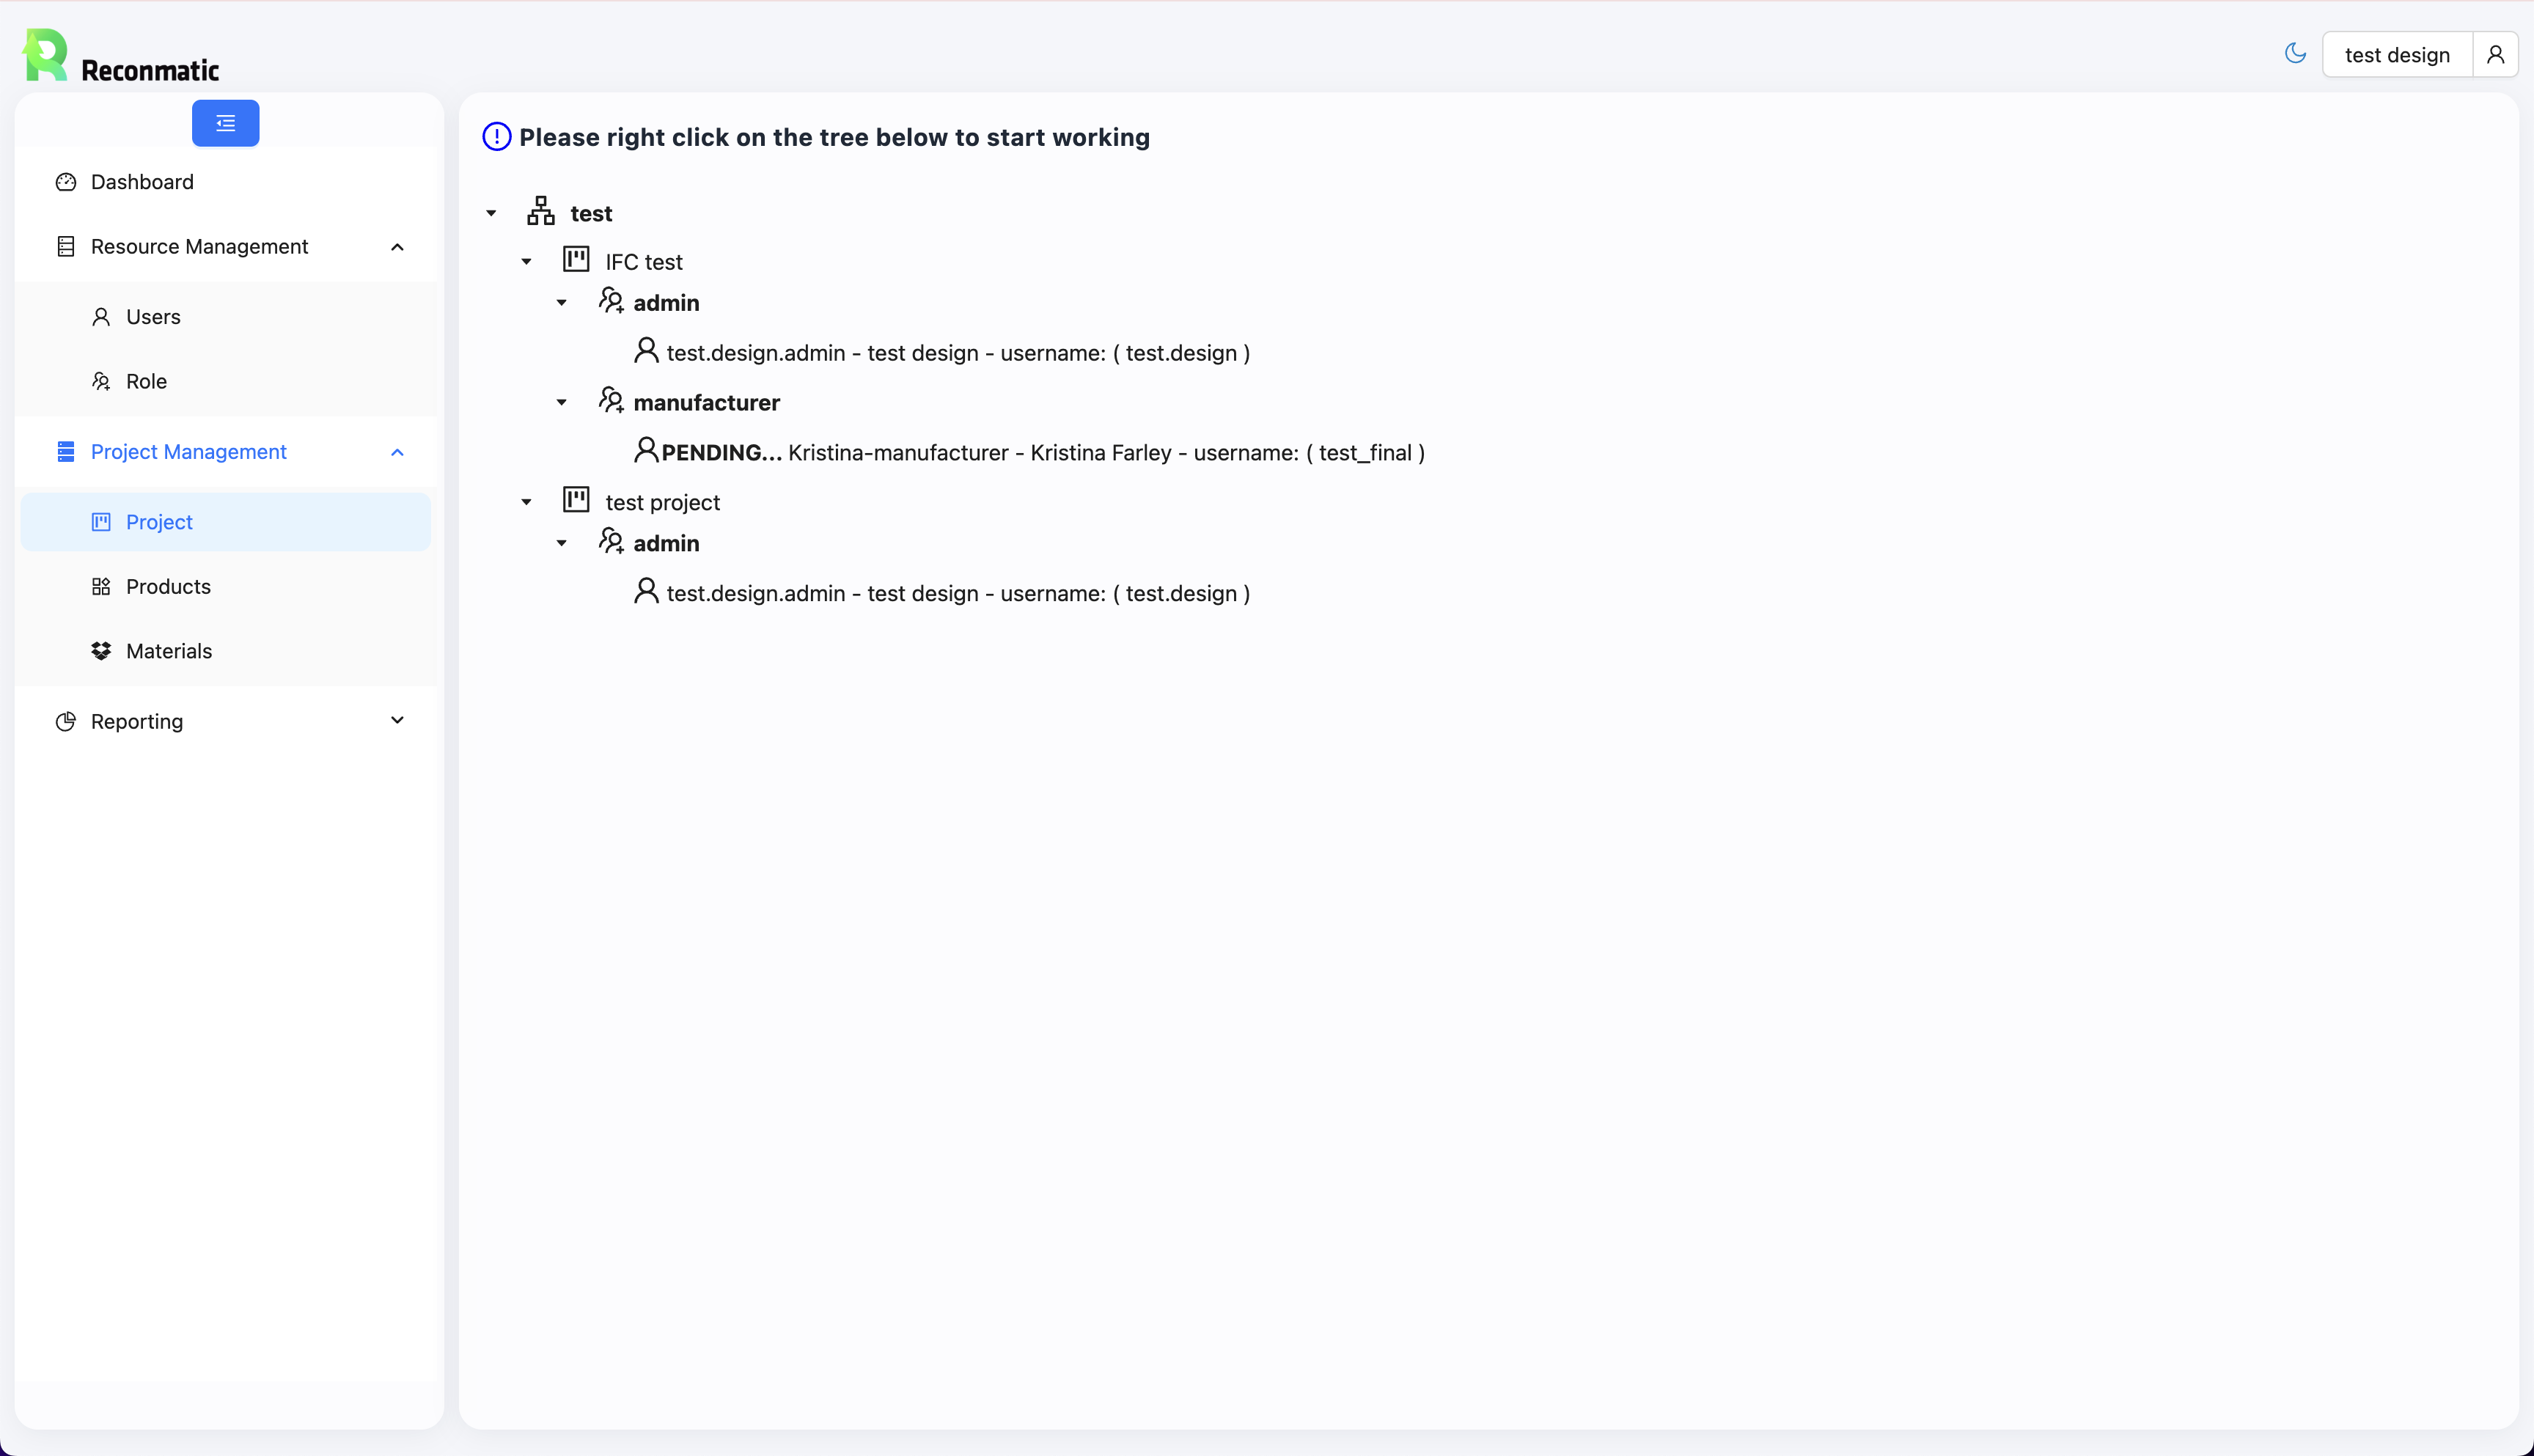 Reconmatic
test design
Dashboard
Resource Management
Users
Role
Project Management
Project
Products
Materials
Reporting
Please right click on the tree below to start working
test
IFC test
admin
test.design.admin - test design - username: ( test.design )
manufacturer
PENDING... Kristina-manufacturer - Kristina Farley - username: ( test_final )
test project
admin
test.design.admin - test design - username: ( test.design )